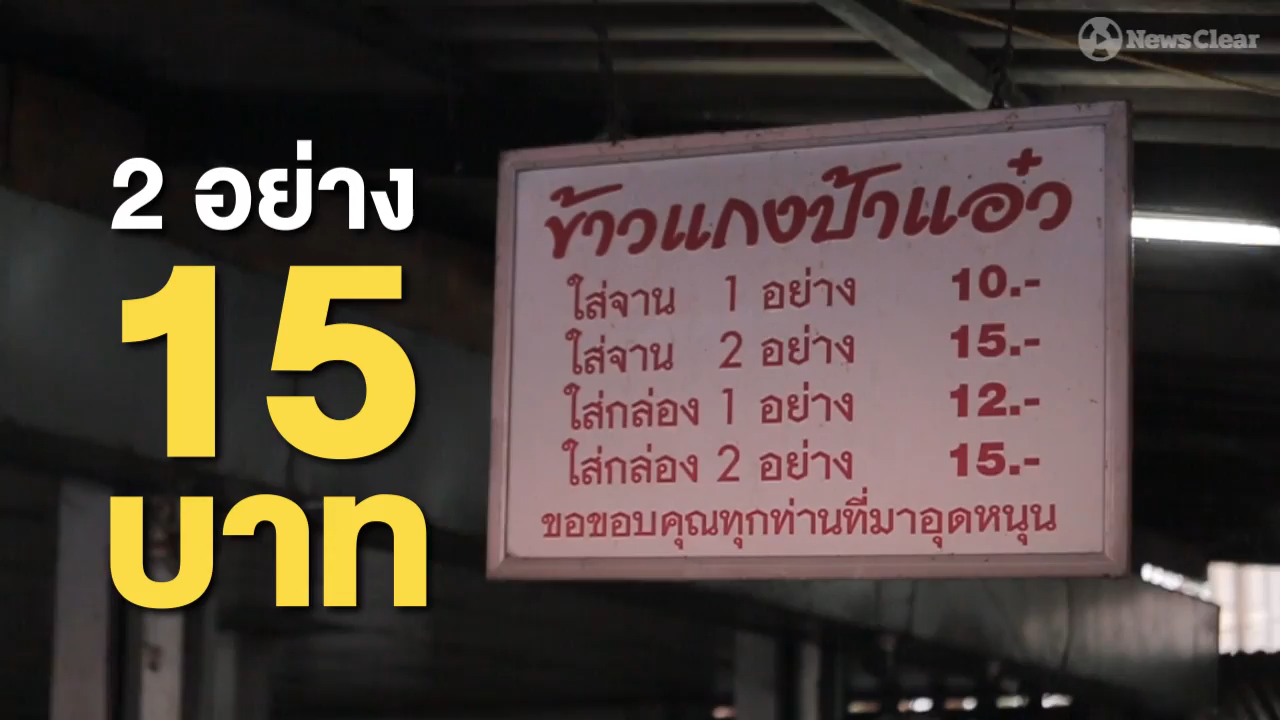 NewsClear
2 อย่าง
15
บาท
ข้าวแกงป้าแอ๋ว
ใส่จาน 1 อย่าง 10.-
ใส่จาน 2 อย่าง 15.-
ใส่กล่อง 1 อย่าง 12.-
ใส่กล่อง 2 อย่าง 15.-
ขอขอบคุณทุกท่านที่มาอุดหนุน